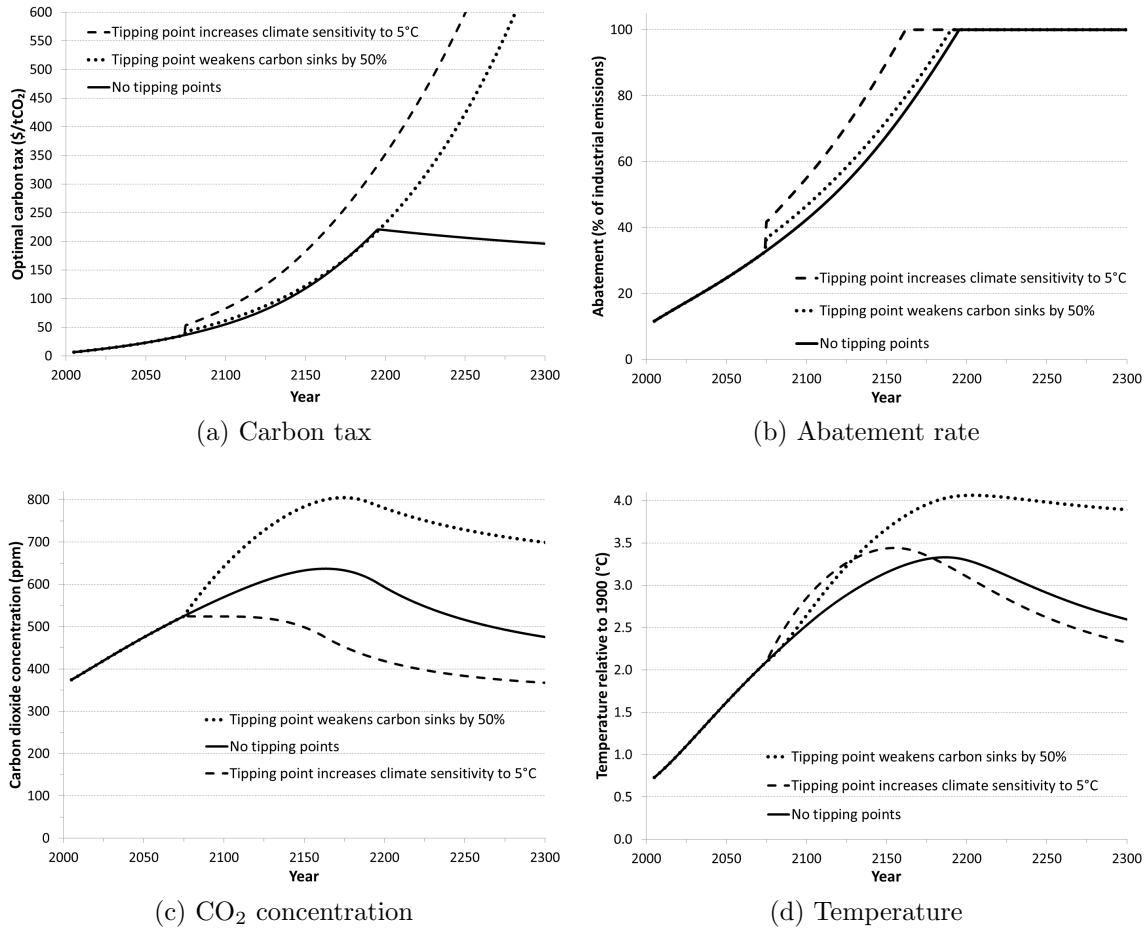 600
550
500
450
400
350
300
250
200
150
100
50
0
Optimal carbon tax ($/tCO₂)
Tipping point increases climate sensitivity to 5°C
Tipping point weakens carbon sinks by 50%
No tipping points
2000 2050 2100 2150 2200 2250 2300
Year
(a) Carbon tax
100
80
60
40
20
0
Abatement (% of industrial emissions)
Tipping point increases climate sensitivity to 5°C
Tipping point weakens carbon sinks by 50%
No tipping points
2000 2050 2100 2150 2200 2250 2300
Year
(b) Abatement rate
800
700
600
500
400
300
200
100
0
Carbon dioxide concentration (ppm)
Tipping point weakens carbon sinks by 50%
No tipping points
Tipping point increases climate sensitivity to 5°C
2000 2050 2100 2150 2200 2250 2300
Year
(c) CO₂ concentration
4.0
3.5
3.0
2.5
2.0
1.5
1.0
0.5
0.0
Temperature relative to 1900 (°C)
Tipping point weakens carbon sinks by 50%
Tipping point increases climate sensitivity to 5°C
No tipping points
2000 2050 2100 2150 2200 2250 2300
Year
(d) Temperature